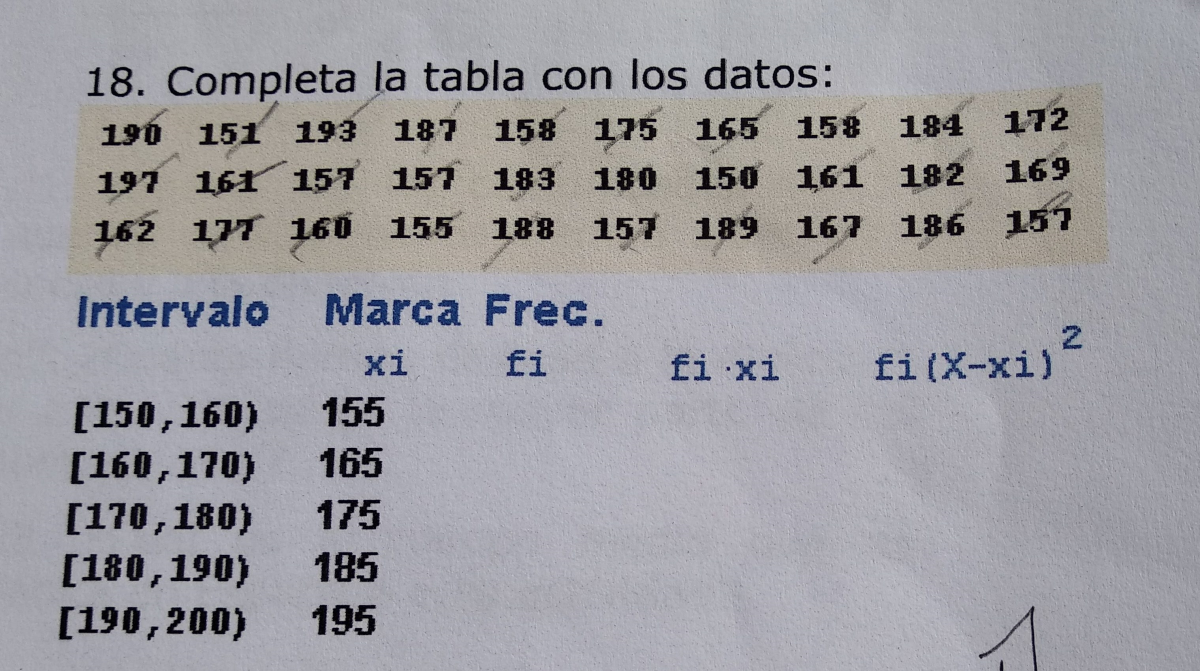 18. Completa la tabla con los datos:
190 151 193 187 158 175 165 158 184 172
197 161 157 157 183 180 150 161 182 169
162 177 160 155 188 157 189 167 186 157
Intervalo Marca Frec.
xi fi fi·xi fi(X-xi)²
[150,160) 155
[160,170) 165
[170,180) 175
[180,190) 185
[190,200) 195